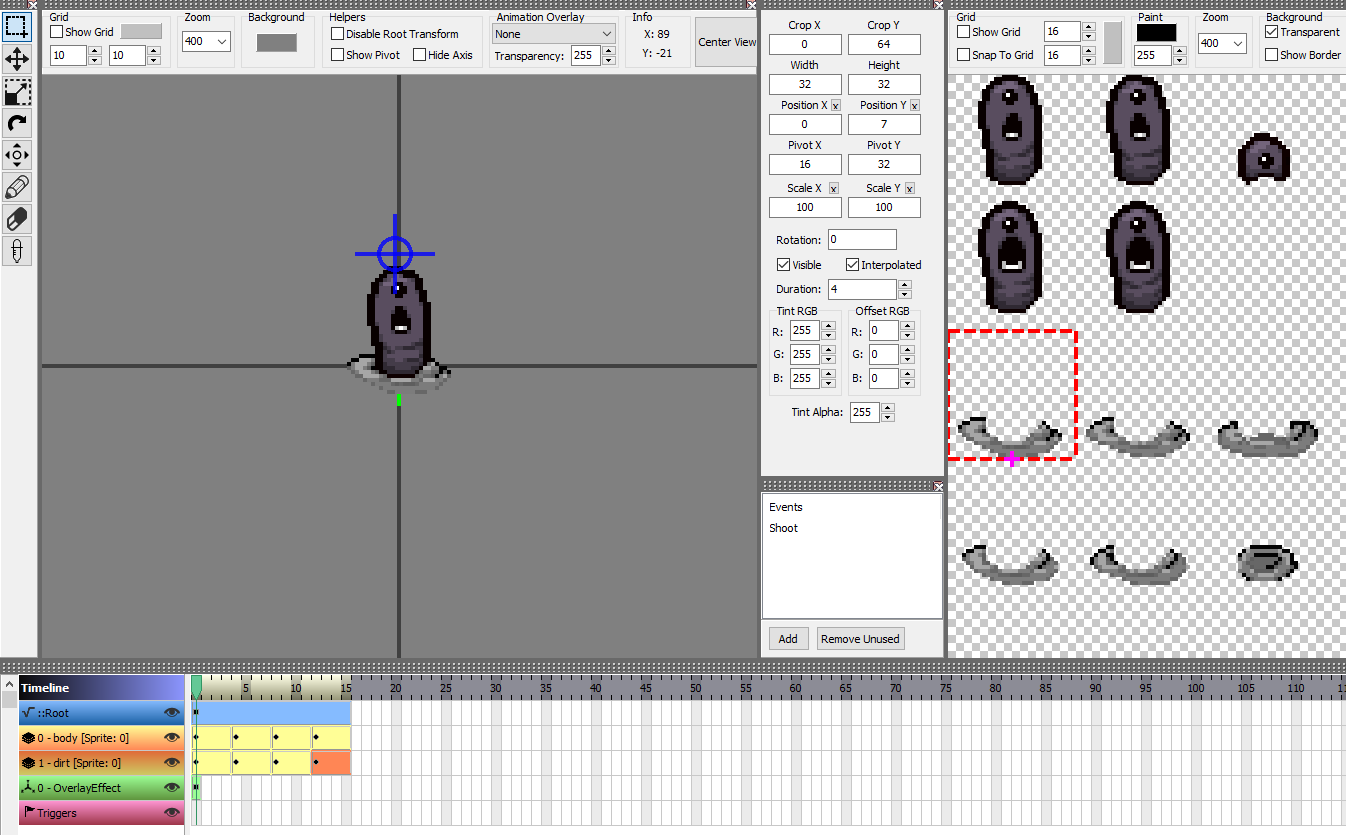 Grid
Show Grid
10 10
Zoom
400
Background
Helpers
Disable Root Transform
Show Pivot Hide Axis
Animation Overlay
None
Transparency: 255
Info
X: 89
Y: -21
Center View
Crop X Crop Y
0 64
Width Height
32 32
Position X x Position Y x
0 7
Pivot X Pivot Y
16 32
Scale X x Scale Y x
100 100
Rotation: 0
Visible Interpolated
Duration: 4
Tint RGB Offset RGB
R: 255 R: 0
G: 255 G: 0
B: 255 B: 0
Tint Alpha: 255
Events
Shoot
Add Remove Unused
Grid
Show Grid 16
Snap To Grid 16
Paint
255
Zoom
400
Background
Transparent
Show Border
Timeline
5 10 15 20 25 30 35 40 45 50 55 60 65 70 75 80 85 90 95 100 105 110
::Root
0 - body [Sprite: 0]
1 - dirt [Sprite: 0]
0 - OverlayEffect
Triggers